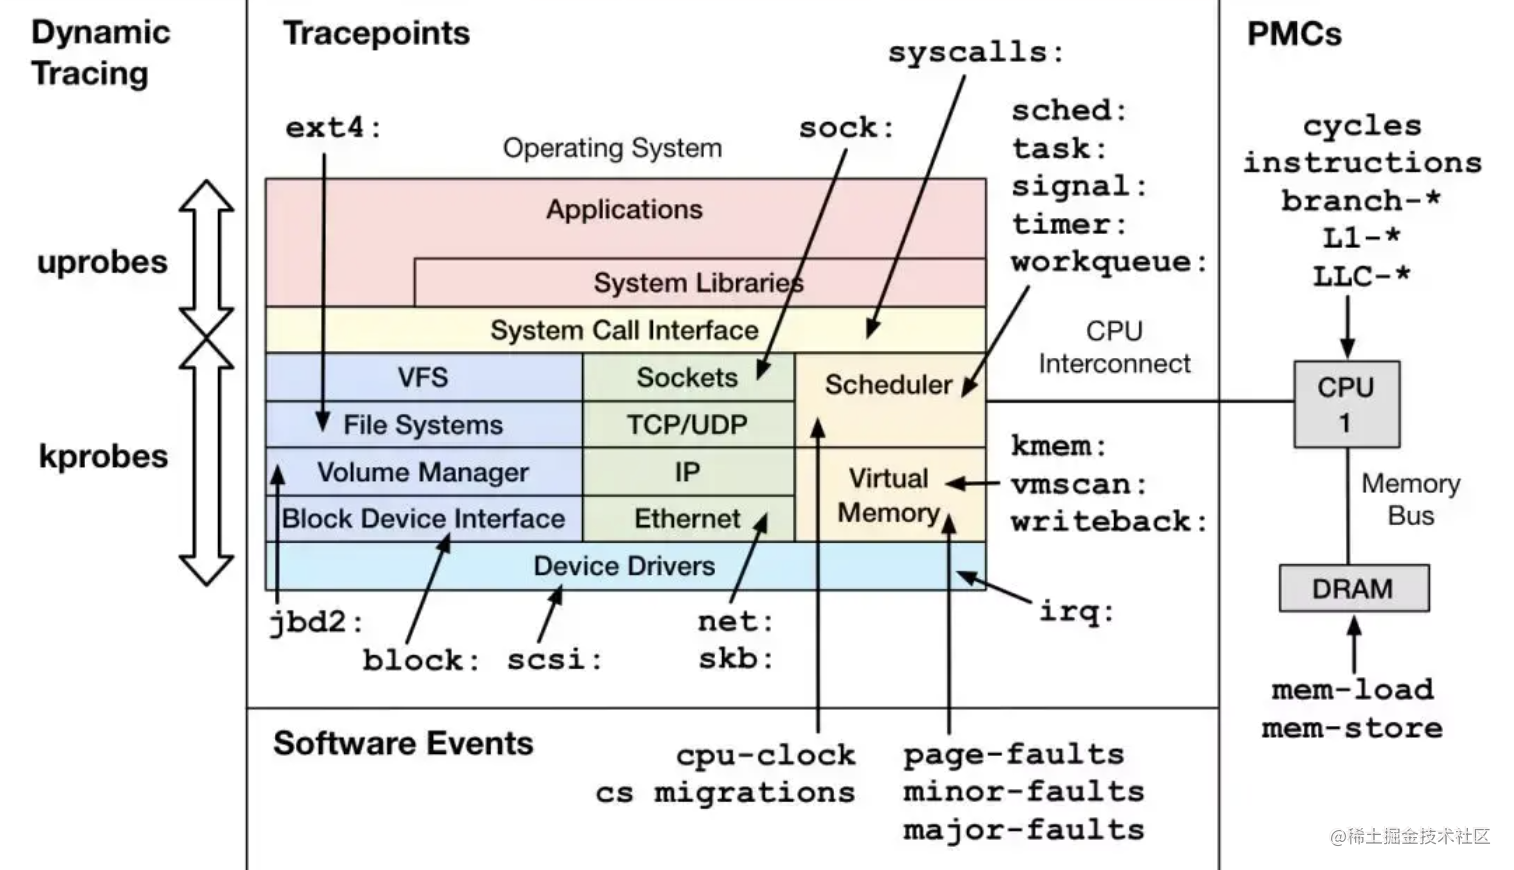 Dynamic
Tracing
uprobes
kprobes
Tracepoints
syscalls:
ext4:
Operating System
sock:
sched:
task:
signal:
timer:
workqueue:
Applications
System Libraries
System Call Interface
VFS
Sockets
Scheduler
File Systems
TCP/UDP
Volume Manager
IP
Virtual
Memory
Block Device Interface
Ethernet
Device Drivers
kmem:
vmscan:
writeback:
jbd2:
block:
scsi:
net:
skb:
irq:
CPU
Interconnect
Software Events
cpu-clock
cs migrations
page-faults
minor-faults
major-faults
PMCs
cycles
instructions
branch-*
L1-*
LLC-*
CPU
1
Memory
Bus
DRAM
mem-load
mem-store
@稀土掘金技术社区